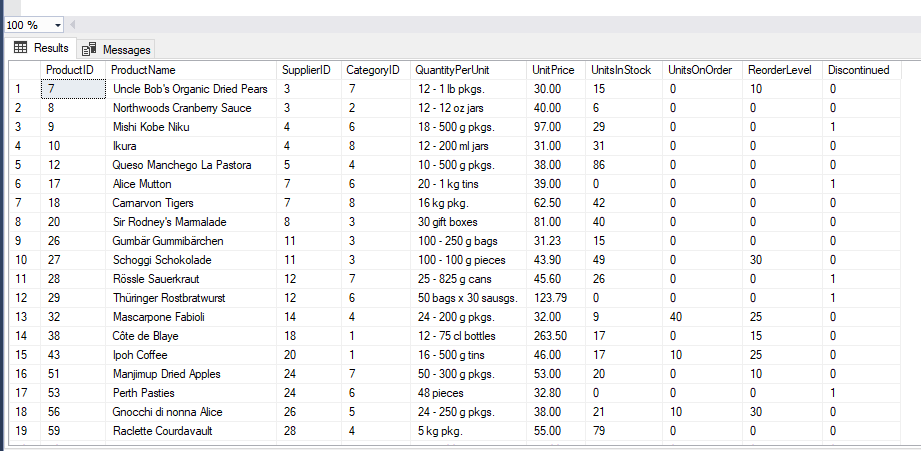 100 %
Results Messages
ProductID ProductName SupplierID CategoryID QuantityPerUnit UnitPrice UnitsInStock UnitsOnOrder ReorderLevel Discontinued
1 7 Uncle Bob's Organic Dried Pears 3 7 12 - 1 lb pkgs. 30.00 15 0 10 0
2 8 Northwoods Cranberry Sauce 3 2 12 - 12 oz jars 40.00 6 0 0 0
3 9 Mishi Kobe Niku 4 6 18 - 500 g pkgs. 97.00 29 0 0 1
4 10 Ikura 4 8 12 - 200 ml jars 31.00 31 0 0 0
5 12 Queso Manchego La Pastora 5 4 10 - 500 g pkgs. 38.00 86 0 0 0
6 17 Alice Mutton 7 6 20 - 1 kg tins 39.00 0 0 0 1
7 18 Carnarvon Tigers 7 8 16 kg pkg. 62.50 42 0 0 0
8 20 Sir Rodney's Marmalade 8 3 30 gift boxes 81.00 40 0 0 0
9 26 Gumbär Gummibärchen 11 3 100 - 250 g bags 31.23 15 0 0 0
10 27 Schoggi Schokolade 11 3 100 - 100 g pieces 43.90 49 0 30 0
11 28 Rössle Sauerkraut 12 7 25 - 825 g cans 45.60 26 0 0 1
12 29 Thüringer Rostbratwurst 12 6 50 bags x 30 sausgs. 123.79 0 0 0 1
13 32 Mascarpone Fabioli 14 4 24 - 200 g pkgs. 32.00 9 40 25 0
14 38 Côte de Blaye 18 1 12 - 75 cl bottles 263.50 17 0 15 0
15 43 Ipoh Coffee 20 1 16 - 500 g tins 46.00 17 10 25 0
16 51 Manjimup Dried Apples 24 7 50 - 300 g pkgs. 53.00 20 0 10 0
17 53 Perth Pasties 24 6 48 pieces 32.80 0 0 0 1
18 56 Gnocchi di nonna Alice 26 5 24 - 250 g pkgs. 38.00 21 10 30 0
19 59 Raclette Courdavault 28 4 5 kg pkg. 55.00 79 0 0 0